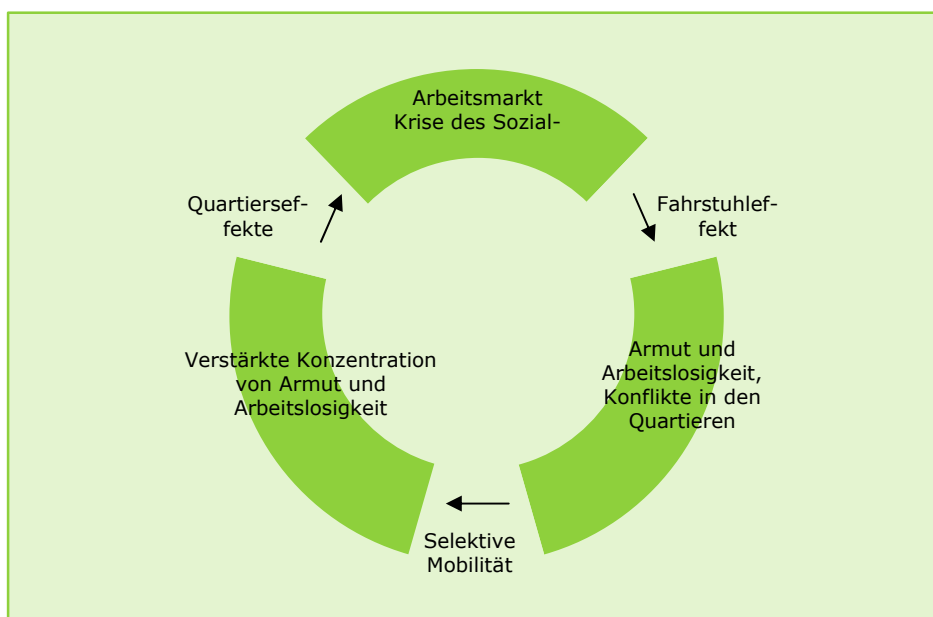 Arbeitsmarkt
Krise des Sozial-
Quartiersef-
fekte
Fahrstuhlef-
fekt
Verstärkte Konzentration
von Armut und
Arbeitslosigkeit
Armut und
Arbeitslosigkeit,
Konflikte in den
Quartieren
Selektive
Mobilität